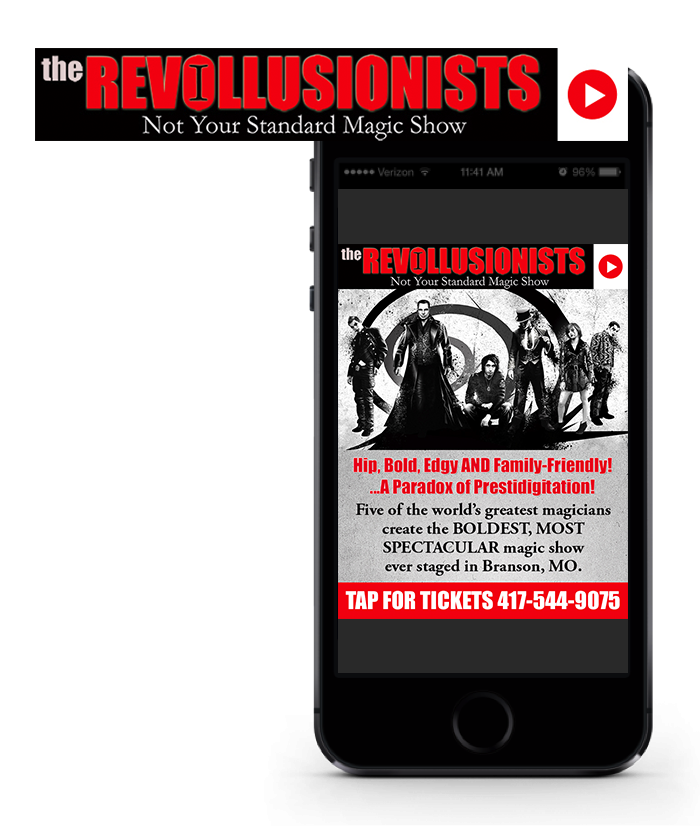 the REVOLLUSIONISTS
Not Your Standard Magic Show
Verizon 11:41 AM 96%
the REVOLLUSIONISTS
Not Your Standard Magic Show
Hip, Bold, Edgy AND Family-Friendly!
...A Paradox of Prestidigitation!
Five of the world's greatest magicians
create the BOLDEST, MOST
SPECTACULAR magic show
ever staged in Branson, MO.
TAP FOR TICKETS 417-544-9075